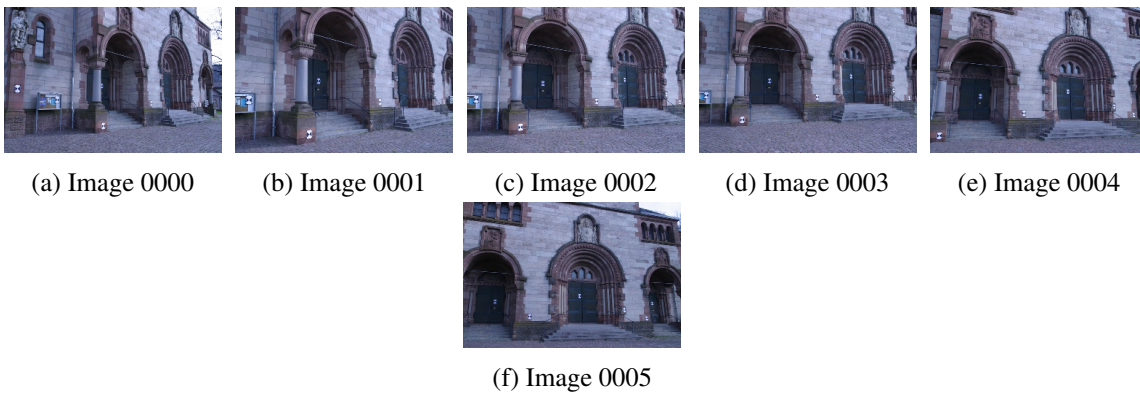 (a) Image 0000
(b) Image 0001
(c) Image 0002
(d) Image 0003
(e) Image 0004
(f) Image 0005